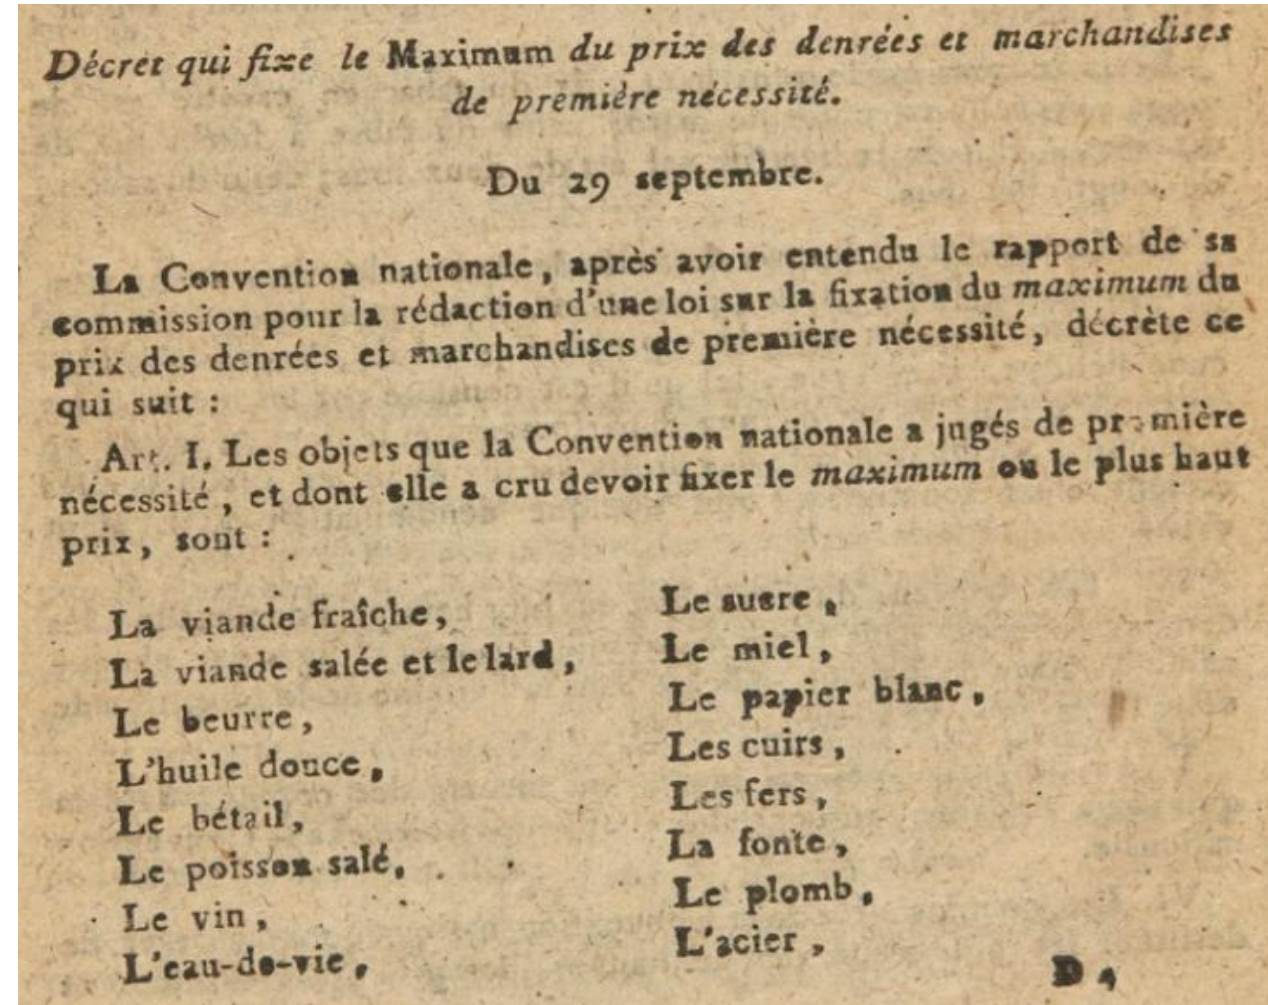 Décret qui fixe le Maximum du prix des denrées et marchandises
de première nécessité.
Du 29 septembre.
La Convention nationale, après avoir entendu le rapport de sa
commission pour la rédaction d'une loi sur la fixation du maximum du
prix des denrées et marchandises de première nécessité, décrète ce
qui suit :
Art. I. Les objets que la Convention nationale a jugés de première
nécessité, et dont elle a cru devoir fixer le maximum ou le plus haut
prix, sont :
La viande fraîche,
La viande salée et le lard,
Le beurre,
L'huile douce,
Le bétail,
Le poisson salé,
Le vin,
L'eau-de-vie,
Le sucre,
Le miel,
Le papier blanc,
Les cuirs,
Les fers,
La fonte,
Le plomb,
L'acier,
D 4